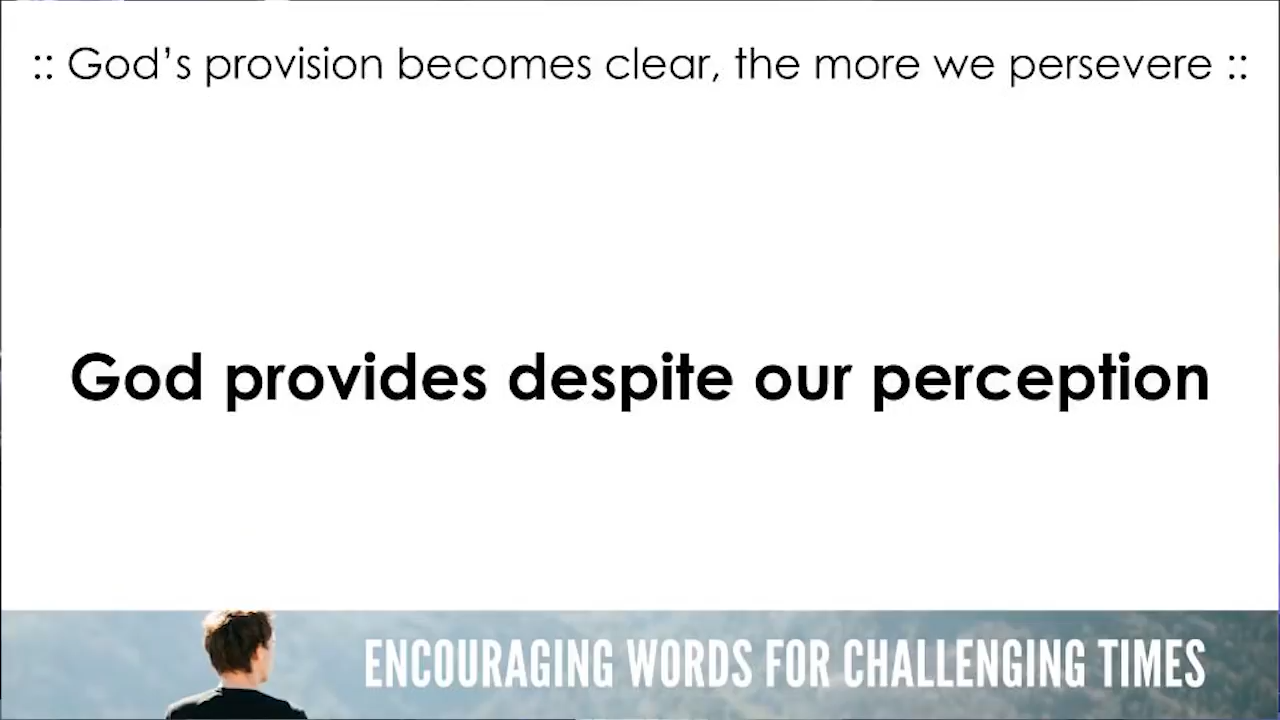 :: God’s provision becomes clear, the more we persevere ::
God provides despite our perception
ENCOURAGING WORDS FOR CHALLENGING TIMES